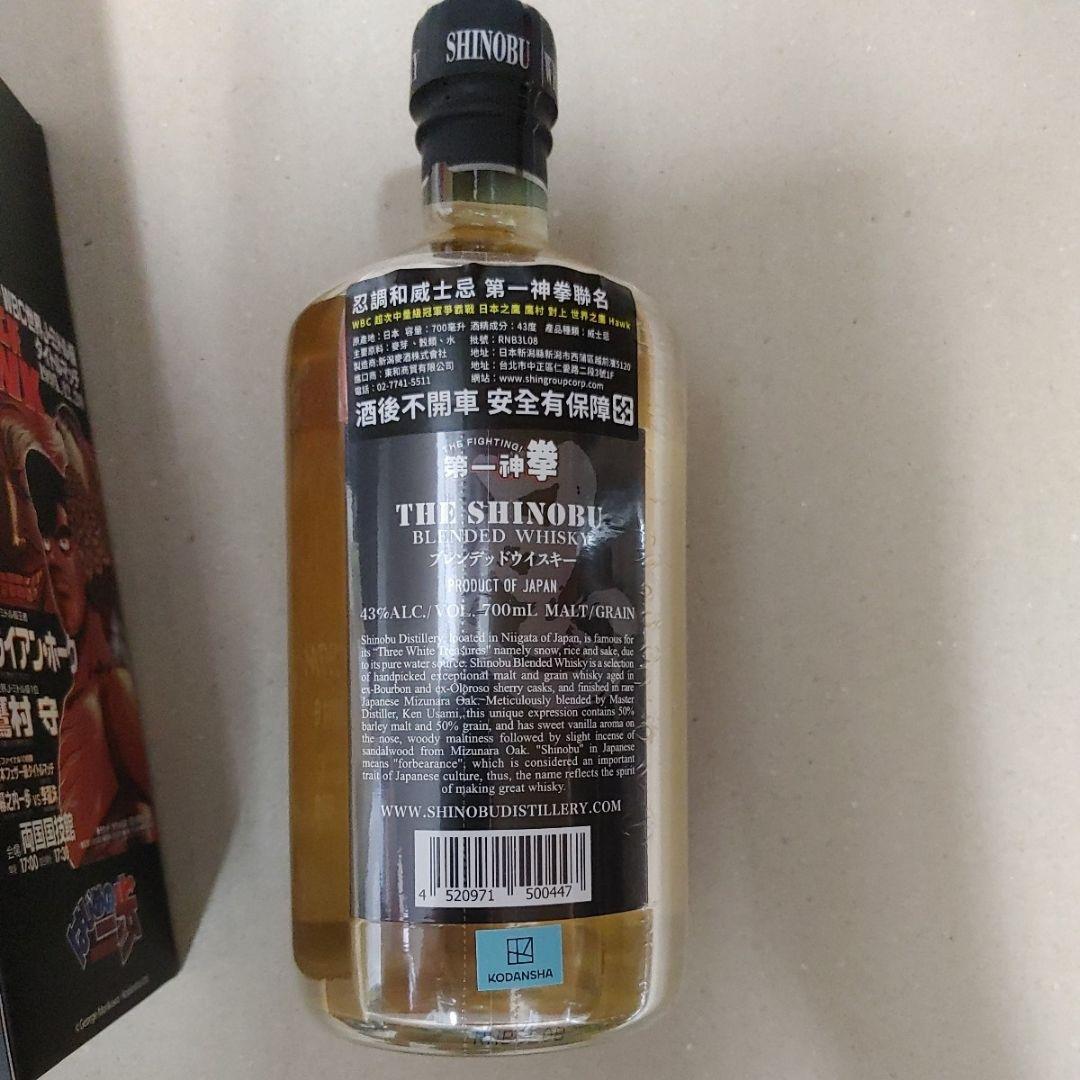 SHINOBU
忍調和威士忌 第一神拳聯名
WBC 超次中量級冠軍爭霸戰 日本之鷹 鷹村 對上 世界之鷹 Hawk
原產地：日本 容量：700毫升 酒精成分：43度 產品種類：威士忌
主要原料：麥芽、穀類、水 批號：RNB3L08
製造商:新潟麥酒株式會社 地址：日本新潟縣新潟市西蒲區越前濱5120
進口商：東和商貿有限公司 地址：台北市中正區仁愛路二段3號1F
電話：02-7741-5511 網站：www.shingroupcorp.com
酒後不開車 安全有保障
THE FIGHTING!
第一神拳
THE SHINOBU
BLENDED WHISKY
ブレンデッドウイスキー
PRODUCT OF JAPAN
43%ALC./VOL. 700mL MALT/GRAIN
Shinobu Distillery, located in Niigata of Japan, is famous for
its "Three White Treasures" namely snow, rice and sake, due
to its pure water source. Shinobu Blended Whisky is a selection
of handpicked exceptional malt and grain whisky aged in
ex-Bourbon and ex-Oloroso sherry casks, and finished in rare
Japanese Mizunara Oak. Meticulously blended by Master
Distiller, Ken Usami, this unique expression contains 50%
barley malt and 50% grain, and has sweet vanilla aroma on
the nose, woody maltiness followed by slight incense of
sandalwood from Mizunara Oak. "Shinobu" in Japanese
means "forbearance", which is considered an important
trait of Japanese culture, thus, the name reflects the spirit
of making great whisky.
WWW.SHINOBUDISTILLERY.COM
4 520971 500447
KODANSHA
イアン・ホーク
鷹村 守
両国国技館
17:00 17:30